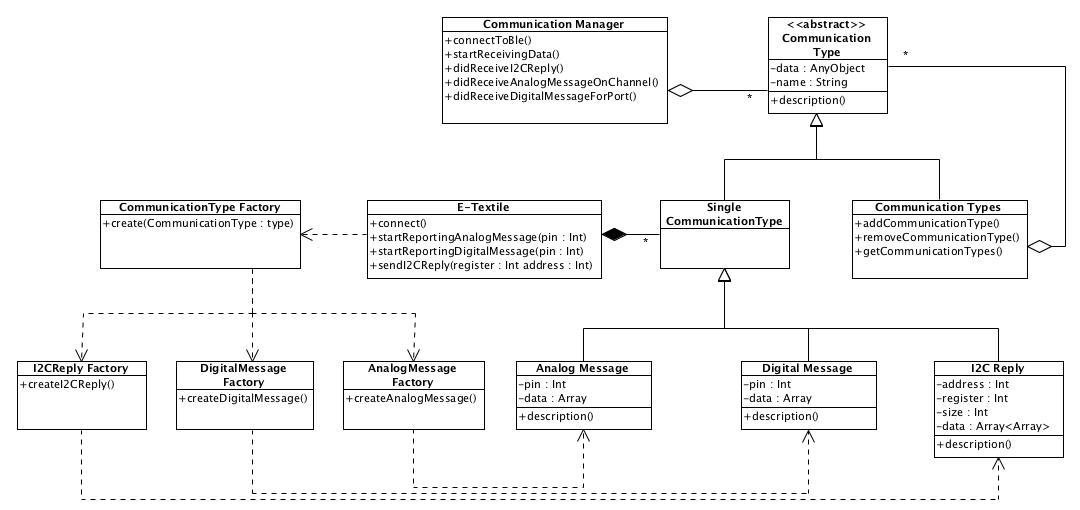 Communication Manager
+connectToBle()
+startReceivingData()
+didReceiveI2CReply()
+didReceiveAnalogMessageOnChannel()
+didReceiveDigitalMessageForPort()
*
<<abstract>>
Communication
Type
-data : AnyObject
-name : String
+description()
*
CommunicationType Factory
+create(CommunicationType : type)
E-Textile
+connect()
+startReportingAnalogMessage(pin : Int)
+startReportingDigitalMessage(pin : Int)
+sendI2CReply(register : Int address : Int)
*
Single
CommunicationType
Communication Types
+addCommunicationType()
+removeCommunicationType()
+getCommunicationTypes()
I2CReply Factory
+createI2CReply()
DigitalMessage
Factory
+createDigitalMessage()
AnalogMessage
Factory
+createAnalogMessage()
Analog Message
-pin : Int
-data : Array
+description()
Digital Message
-pin : Int
-data : Array
+description()
I2C Reply
-address : Int
-register : Int
-size : Int
-data : Array<Array>
+description()